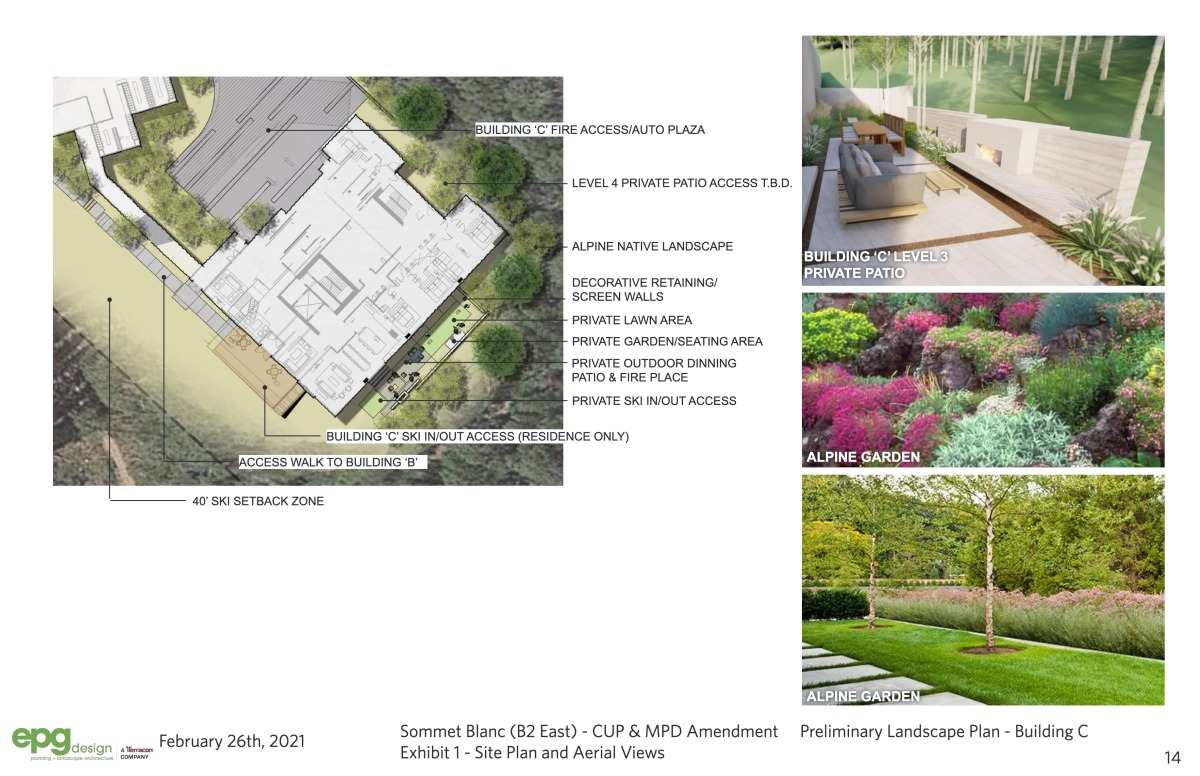 BUILDING ‘C’ FIRE ACCESS/AUTO PLAZA
LEVEL 4 PRIVATE PATIO ACCESS T.B.D.
ALPINE NATIVE LANDSCAPE
DECORATIVE RETAINING/
SCREEN WALLS
PRIVATE LAWN AREA
PRIVATE GARDEN/SEATING AREA
PRIVATE OUTDOOR DINNING
PATIO & FIRE PLACE
PRIVATE SKI IN/OUT ACCESS
BUILDING ‘C’ SKI IN/OUT ACCESS (RESIDENCE ONLY)
ACCESS WALK TO BUILDING ‘B’
40’ SKI SETBACK ZONE
BUILDING ‘C’ LEVEL 3
PRIVATE PATIO
ALPINE GARDEN
ALPINE GARDEN
epg design
planning + landscape architecture
A Terracon
COMPANY
February 26th, 2021
Sommet Blanc (B2 East) - CUP & MPD Amendment
Exhibit 1 - Site Plan and Aerial Views
Preliminary Landscape Plan - Building C
14